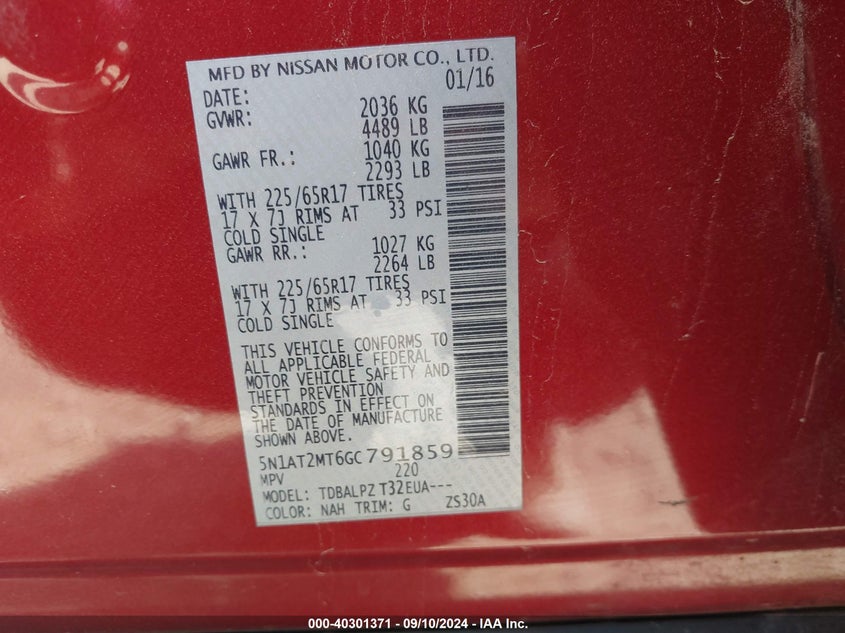 MFD BY NISSAN MOTOR CO., LTD.
DATE: 01/16
GVWR: 2036 KG
4489 LB
GAWR FR.: 1040 KG
2293 LB
WITH 225/65R17 TIRES
17 X 7J RIMS AT 33 PSI
COLD SINGLE
GAWR RR.: 1027 KG
2264 LB
WITH 225/65R17 TIRES
17 X 7J RIMS AT 33 PSI
COLD SINGLE
THIS VEHICLE CONFORMS TO
ALL APPLICABLE FEDERAL
MOTOR VEHICLE SAFETY AND
THEFT PREVENTION
STANDARDS IN EFFECT ON
THE DATE OF MANUFACTURE
SHOWN ABOVE.
5N1AT2MT6GC791859
MPV 220
MODEL: TDBALPZ T32EUA---
COLOR: NAH TRIM: G ZS30A
000-40301371 - 09/10/2024 - IAA Inc.